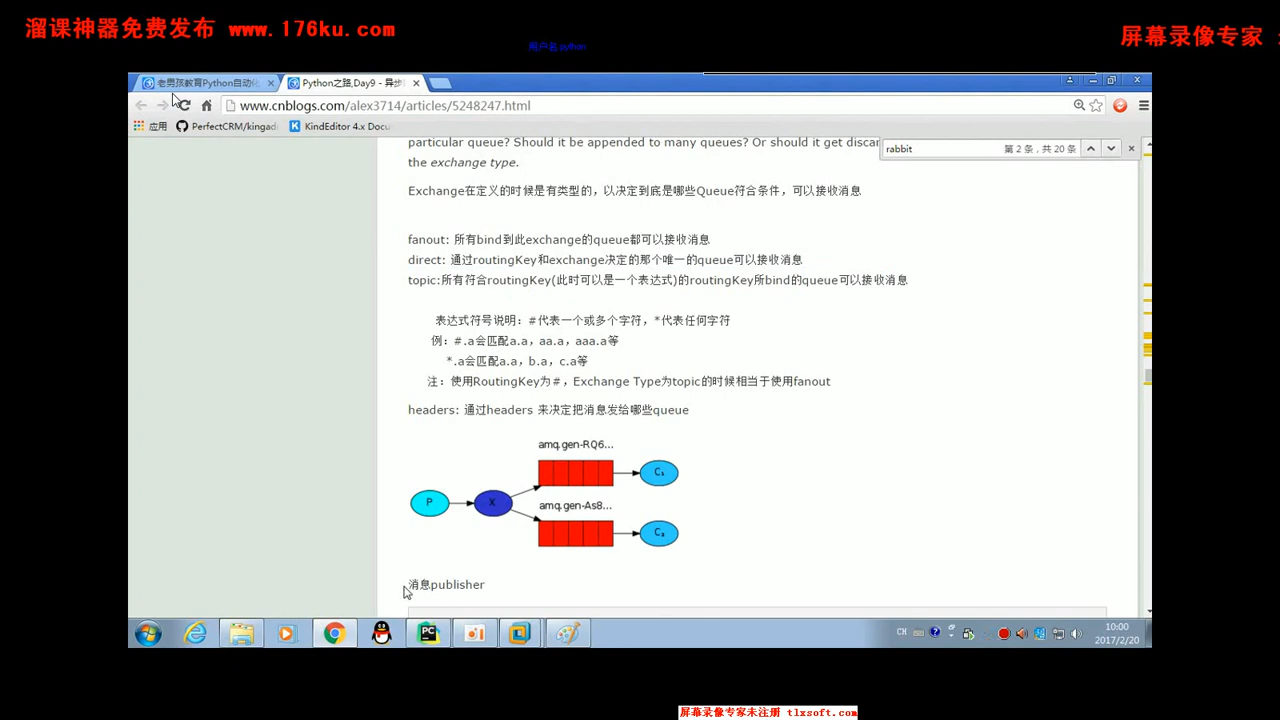 溜课神器免费发布 www.176ku.com
屏幕录像专家
用户名 python
老男孩教育Python自动化
Python之路,Day9 - 异步
www.cnblogs.com/alex3714/articles/5248247.html
应用
PerfectCRM/kingad
KindEditor 4.x Docu
particular queue? Should it be appended to many queues? Or should it get discar
rabbit
第 2 条，共 20 条
the exchange type.
Exchange在定义的时候是有类型的，以决定到底是哪些Queue符合条件，可以接收消息
fanout: 所有bind到此exchange的queue都可以接收消息
direct: 通过routingKey和exchange决定的那个唯一的queue可以接收消息
topic:所有符合routingKey(此时可以是一个表达式)的routingKey所bind的queue可以接收消息
表达式符号说明：#代表一个或多个字符，*代表任何字符
例：#.a会匹配a.a，aa.a，aaa.a等
*.a会匹配a.a，b.a，c.a等
注：使用RoutingKey为#，Exchange Type为topic的时候相当于使用fanout
headers: 通过headers 来决定把消息发给哪些queue
amq.gen-RQ6...
C₁
P
X
amq.gen-As8...
C₂
消息publisher
CH
10:00
2017/2/20
屏幕录像专家未注册 tlxsoft.com